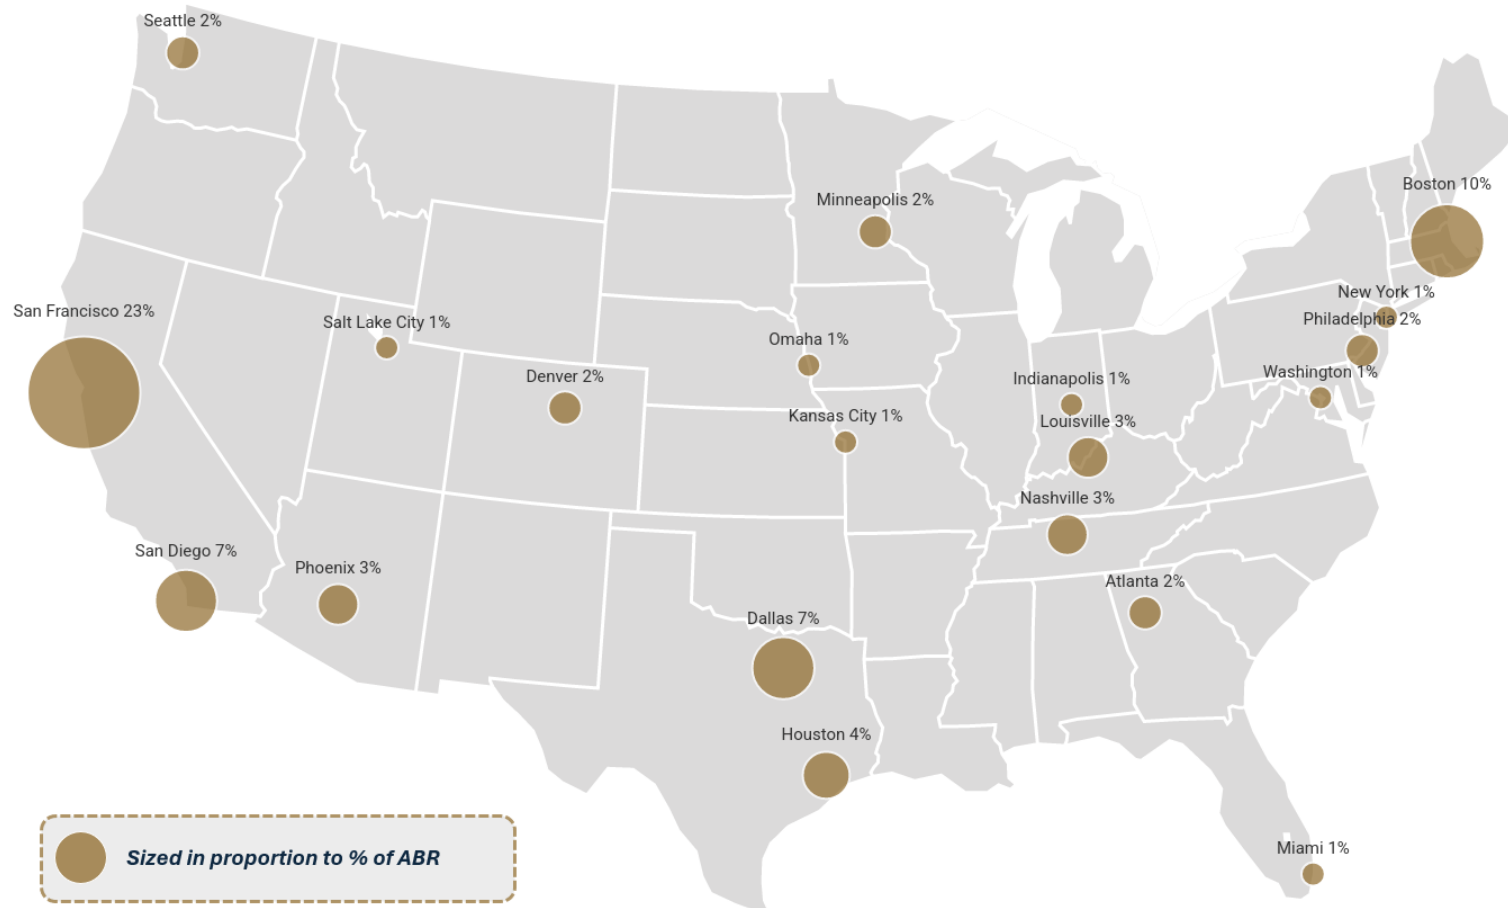 Seattle 2%
Boston 10%
Minneapolis 2%
New York 1%
San Francisco 23%
Philadelphia 2%
Salt Lake City 1%
Omaha 1%
Washington 1%
Denver 2%
Indianapolis 1%
Kansas City 1%
Louisville 3%
Nashville 3%
San Diego 7%
Phoenix 3%
Atlanta 2%
Dallas 7%
Houston 4%
Miami 1%
Sized in proportion to % of ABR